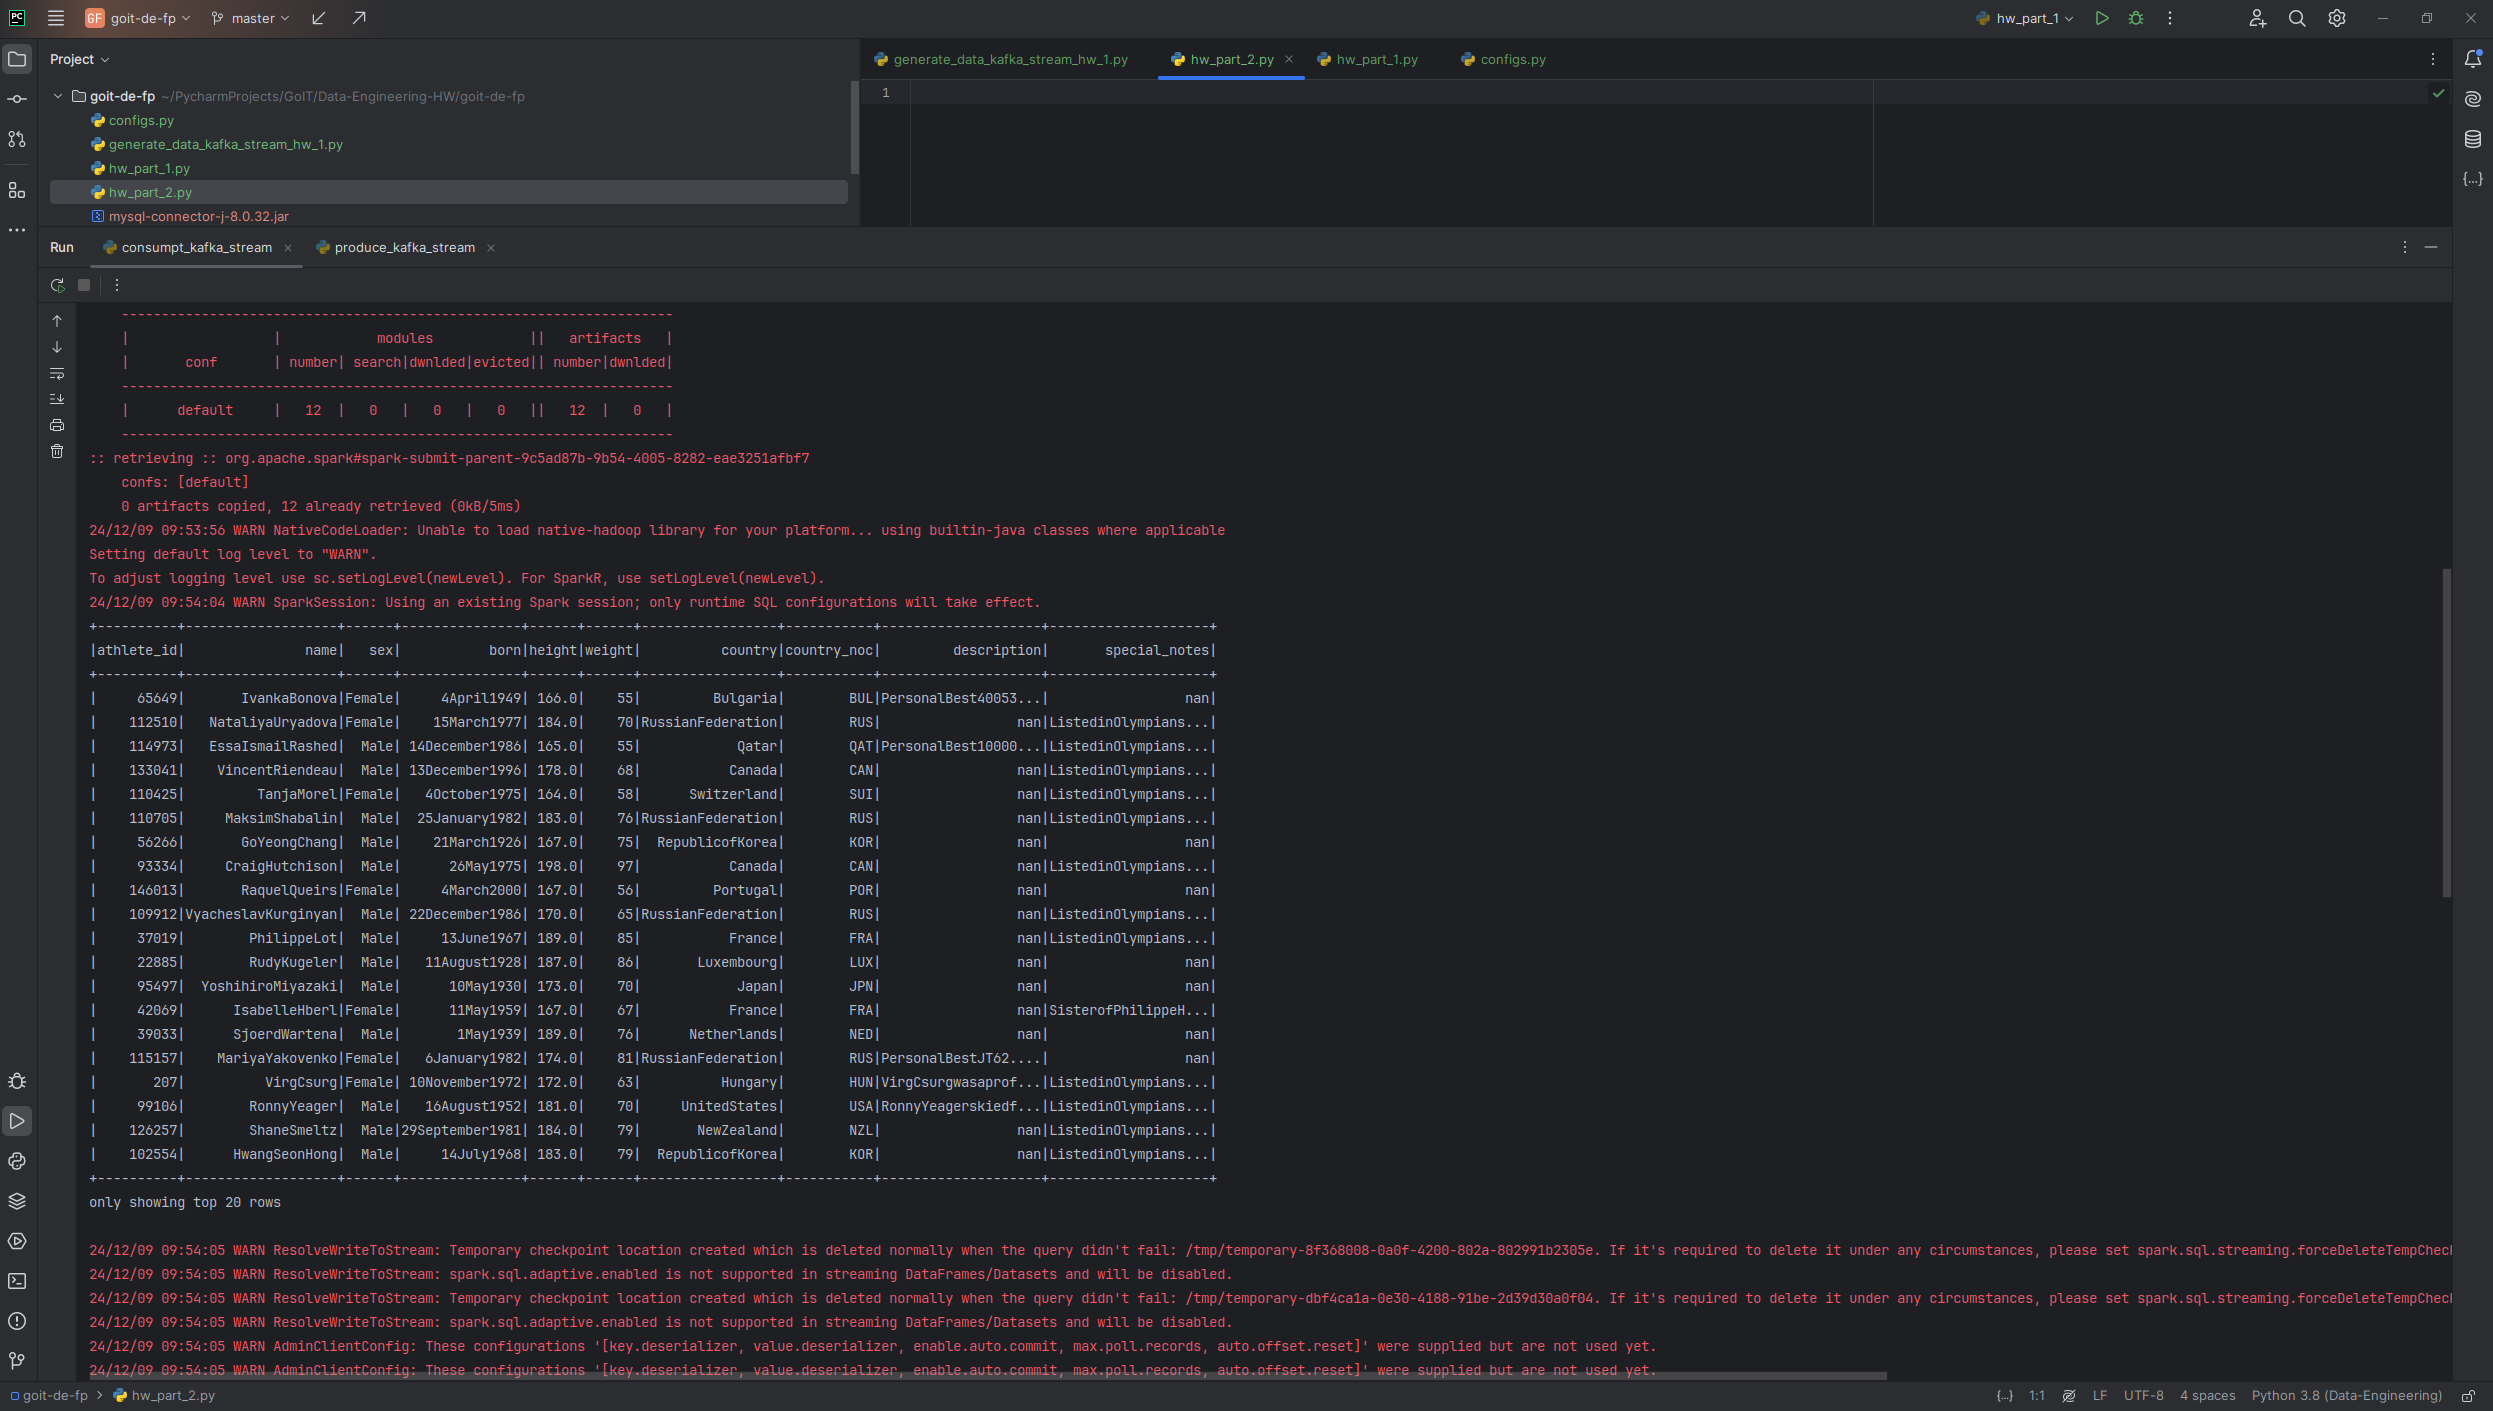 PC GF goit-de-fp master hw_part_1
Project
goit-de-fp ~/PycharmProjects/GoIT/Data-Engineering-HW/goit-de-fp
configs.py
generate_data_kafka_stream_hw_1.py
hw_part_1.py
hw_part_2.py
mysql-connector-j-8.0.32.jar
generate_data_kafka_stream_hw_1.py hw_part_2.py hw_part_1.py configs.py
1
Run consumpt_kafka_stream produce_kafka_stream
---------------------------------------------------------------------
|                  |            modules            ||   artifacts   |
|       conf       | number| search|dwnlded|evicted|| number|dwnlded|
---------------------------------------------------------------------
|      default     |   12  |   0   |   0   |   0   ||   12  |   0   |
---------------------------------------------------------------------
:: retrieving :: org.apache.spark#spark-submit-parent-9c5ad87b-9b54-4005-8282-eae3251afbf7
confs: [default]
0 artifacts copied, 12 already retrieved (0kB/5ms)
24/12/09 09:53:56 WARN NativeCodeLoader: Unable to load native-hadoop library for your platform... using builtin-java classes where applicable
Setting default log level to "WARN".
To adjust logging level use sc.setLogLevel(newLevel). For SparkR, use setLogLevel(newLevel).
24/12/09 09:54:04 WARN SparkSession: Using an existing Spark session; only runtime SQL configurations will take effect.
+----------+-------------------+------+---------------+------+------+-----------------+-----------+--------------------+--------------------+
|athlete_id|               name|   sex|           born|height|weight|          country|country_noc|         description|       special_notes|
+----------+-------------------+------+---------------+------+------+-----------------+-----------+--------------------+--------------------+
|     65649|       IvankaBonova|Female|     4April1949| 166.0|    55|         Bulgaria|        BUL|PersonalBest40053...|                 nan|
|    112510|   NataliyaUryadova|Female|    15March1977| 184.0|    70|RussianFederation|        RUS|                 nan|ListedinOlympians...|
|    114973|   EssaIsmailRashed|  Male| 14December1986| 165.0|    55|            Qatar|        QAT|PersonalBest10000...|ListedinOlympians...|
|    133041|    VincentRiendeau|  Male| 13December1996| 178.0|    68|           Canada|        CAN|                 nan|ListedinOlympians...|
|    110425|         TanjaMorel|Female|   4October1975| 164.0|    58|      Switzerland|        SUI|                 nan|ListedinOlympians...|
|    110705|     MaksimShabalin|  Male|  25January1982| 183.0|    76|RussianFederation|        RUS|                 nan|ListedinOlympians...|
|     56266|       GoYeongChang|  Male|    21March1926| 167.0|    75|  RepublicofKorea|        KOR|                 nan|                 nan|
|     93334|     CraigHutchison|  Male|      26May1975| 198.0|    97|           Canada|        CAN|                 nan|ListedinOlympians...|
|    146013|       RaquelQueirs|Female|     4March2000| 167.0|    56|         Portugal|        POR|                 nan|                 nan|
|    109912|VyacheslavKurginyan|  Male| 22December1986| 170.0|    65|RussianFederation|        RUS|                 nan|ListedinOlympians...|
|     37019|        PhilippeLot|  Male|     13June1967| 189.0|    85|           France|        FRA|                 nan|ListedinOlympians...|
|     22885|        RudyKugeler|  Male|   11August1928| 187.0|    86|       Luxembourg|        LUX|                 nan|                 nan|
|     95497|  YoshihiroMiyazaki|  Male|      10May1930| 173.0|    70|            Japan|        JPN|                 nan|                 nan|
|     42069|      IsabelleHberl|Female|      11May1959| 167.0|    67|           France|        FRA|                 nan|SisterofPhilippeH...|
|     39033|      SjoerdWartena|  Male|       1May1939| 189.0|    76|      Netherlands|        NED|                 nan|                 nan|
|    115157|    MariyaYakovenko|Female|   6January1982| 174.0|    81|RussianFederation|        RUS|PersonalBestJT62....|                 nan|
|       207|          VirgCsurg|Female| 10November1972| 172.0|    63|          Hungary|        HUN|VirgCsurgwasaprof...|ListedinOlympians...|
|     99106|        RonnyYeager|  Male|   16August1952| 181.0|    70|     UnitedStates|        USA|RonnyYeagerskiedf...|ListedinOlympians...|
|    126257|        ShaneSmeltz|  Male|29September1981| 184.0|    79|       NewZealand|        NZL|                 nan|ListedinOlympians...|
|    102554|      HwangSeonHong|  Male|     14July1968| 183.0|    79|  RepublicofKorea|        KOR|                 nan|ListedinOlympians...|
+----------+-------------------+------+---------------+------+------+-----------------+-----------+--------------------+--------------------+
only showing top 20 rows
24/12/09 09:54:05 WARN ResolveWriteToStream: Temporary checkpoint location created which is deleted normally when the query didn't fail: /tmp/temporary-8f368008-0a0f-4200-802a-802991b2305e. If it's required to delete it under any circumstances, please set spark.sql.streaming.forceDeleteTempChec
24/12/09 09:54:05 WARN ResolveWriteToStream: spark.sql.adaptive.enabled is not supported in streaming DataFrames/Datasets and will be disabled.
24/12/09 09:54:05 WARN ResolveWriteToStream: Temporary checkpoint location created which is deleted normally when the query didn't fail: /tmp/temporary-dbf4ca1a-0e30-4188-91be-2d39d30a0f04. If it's required to delete it under any circumstances, please set spark.sql.streaming.forceDeleteTempChec
24/12/09 09:54:05 WARN ResolveWriteToStream: spark.sql.adaptive.enabled is not supported in streaming DataFrames/Datasets and will be disabled.
24/12/09 09:54:05 WARN AdminClientConfig: These configurations '[key.deserializer, value.deserializer, enable.auto.commit, max.poll.records, auto.offset.reset]' were supplied but are not used yet.
24/12/09 09:54:05 WARN AdminClientConfig: These configurations '[key.deserializer, value.deserializer, enable.auto.commit, max.poll.records, auto.offset.reset]' were supplied but are not used yet.
goit-de-fp > hw_part_2.py {...} 1:1 LF UTF-8 4 spaces Python 3.8 (Data-Engineering)